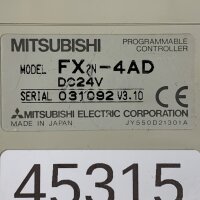 MITSUBISHI
PROGRAMMABLE
CONTROLLER
MODEL FX2N-4AD
DC24V
SERIAL 031092 V3.10
CE
MITSUBISHI ELECTRIC CORPORATION
MADE IN JAPAN JY550D21301A
45315